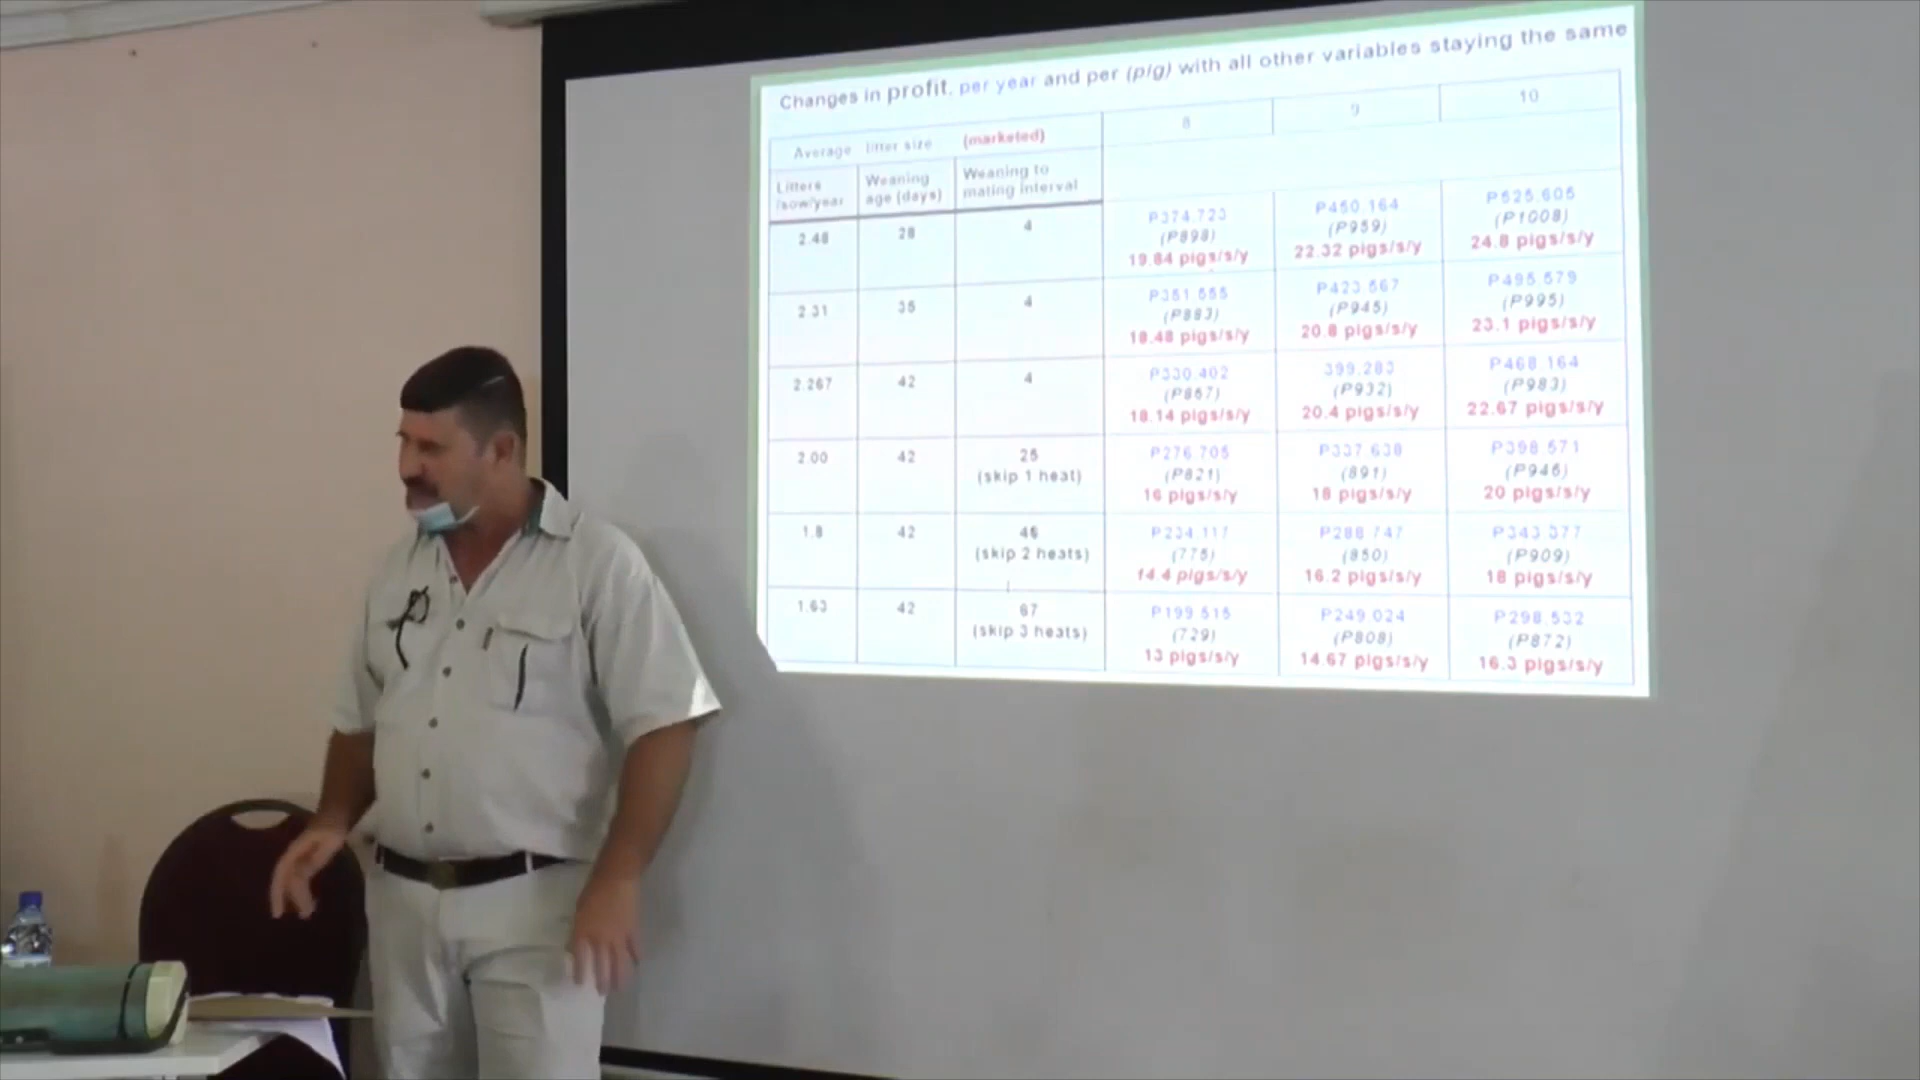 Changes in profit, per year and per (pig) with all other variables staying the same
Average litter size (marketed) 8 9 10
Litters /sow/year Weaning age (days) Weaning to mating interval
2.48 28 4
P374.723 P450.164 P525.605
(P898) (P959) (P1008)
19.84 pigs/s/y 22.32 pigs/s/y 24.8 pigs/s/y
2.31 35 4
P351.555 P423.567 P495.579
(P883) (P945) (P995)
18.48 pigs/s/y 20.8 pigs/s/y 23.1 pigs/s/y
2.267 42 4
P330.402 399.283 P468.164
(P867) (P932) (P983)
18.14 pigs/s/y 20.4 pigs/s/y 22.67 pigs/s/y
2.00 42 25
(skip 1 heat)
P276.705 P337.638 P398.571
(P821) (891) (P946)
16 pigs/s/y 18 pigs/s/y 20 pigs/s/y
1.8 42 46
(skip 2 heats)
P234.117 P288.747 P343.377
(775) (850) (P909)
14.4 pigs/s/y 16.2 pigs/s/y 18 pigs/s/y
1.63 42 67
(skip 3 heats)
P199.515 P249.024 P298.532
(729) (P808) (P872)
13 pigs/s/y 14.67 pigs/s/y 16.3 pigs/s/y